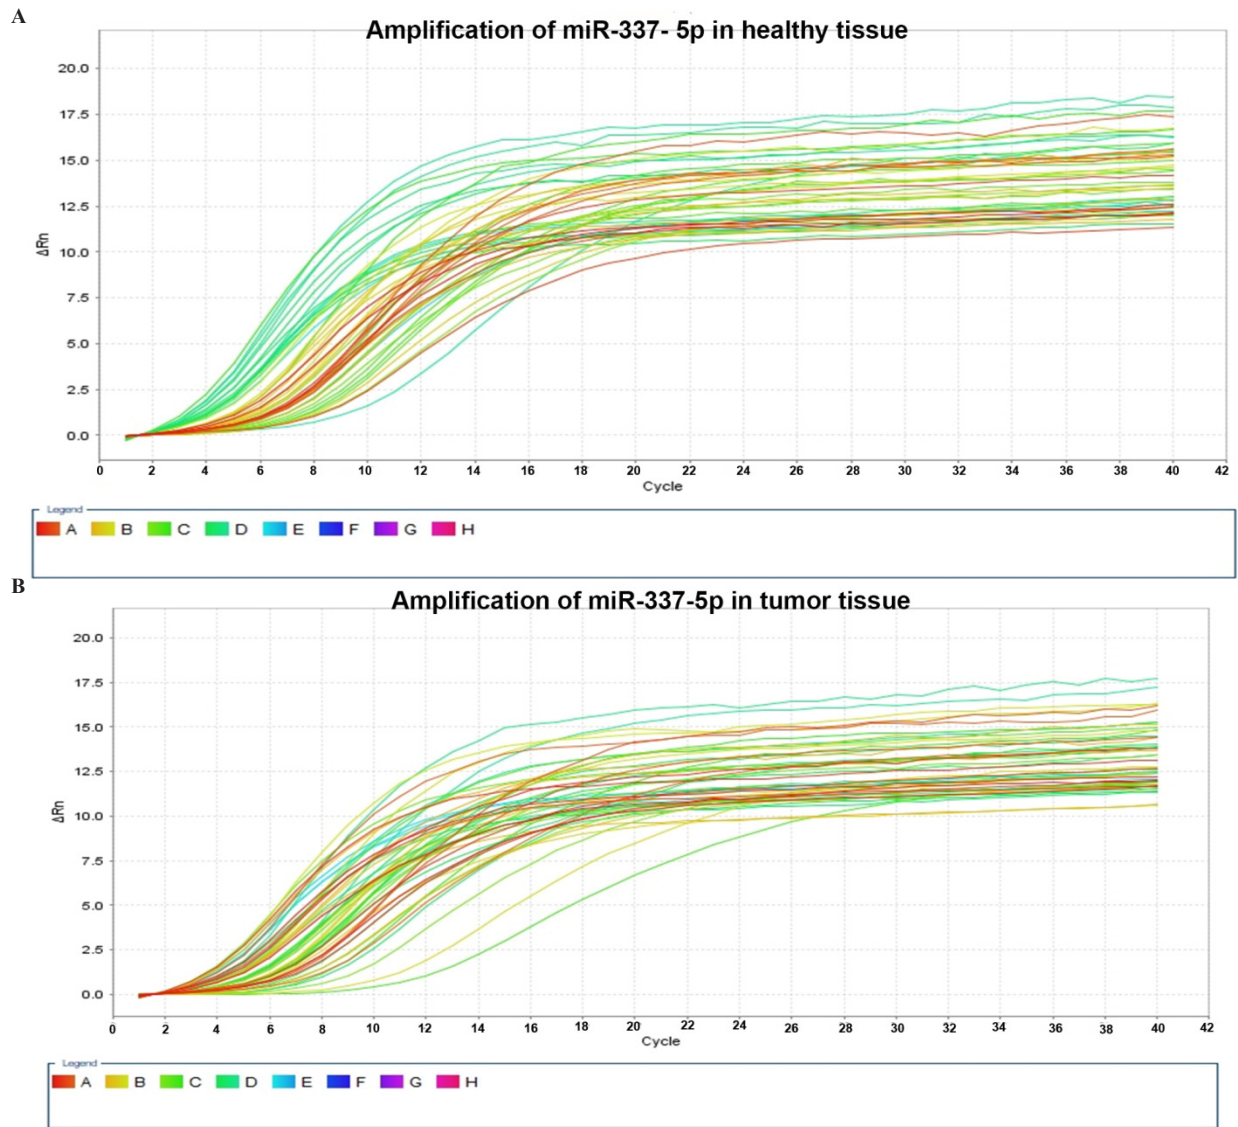 A
Amplification of miR-337- 5p in healthy tissue
20.0
17.5
15.0
12.5
10.0
7.5
5.0
2.5
0.0
ΔRn
0 2 4 6 8 10 12 14 16 18 20 22 24 26 28 30 32 34 36 38 40 42
Cycle
Legend
A B C D E F G H
B
Amplification of miR-337-5p in tumor tissue
20.0
17.5
15.0
12.5
10.0
7.5
5.0
2.5
0.0
ΔRn
0 2 4 6 8 10 12 14 16 18 20 22 24 26 28 30 32 34 36 38 40 42
Cycle
Legend
A B C D E F G H